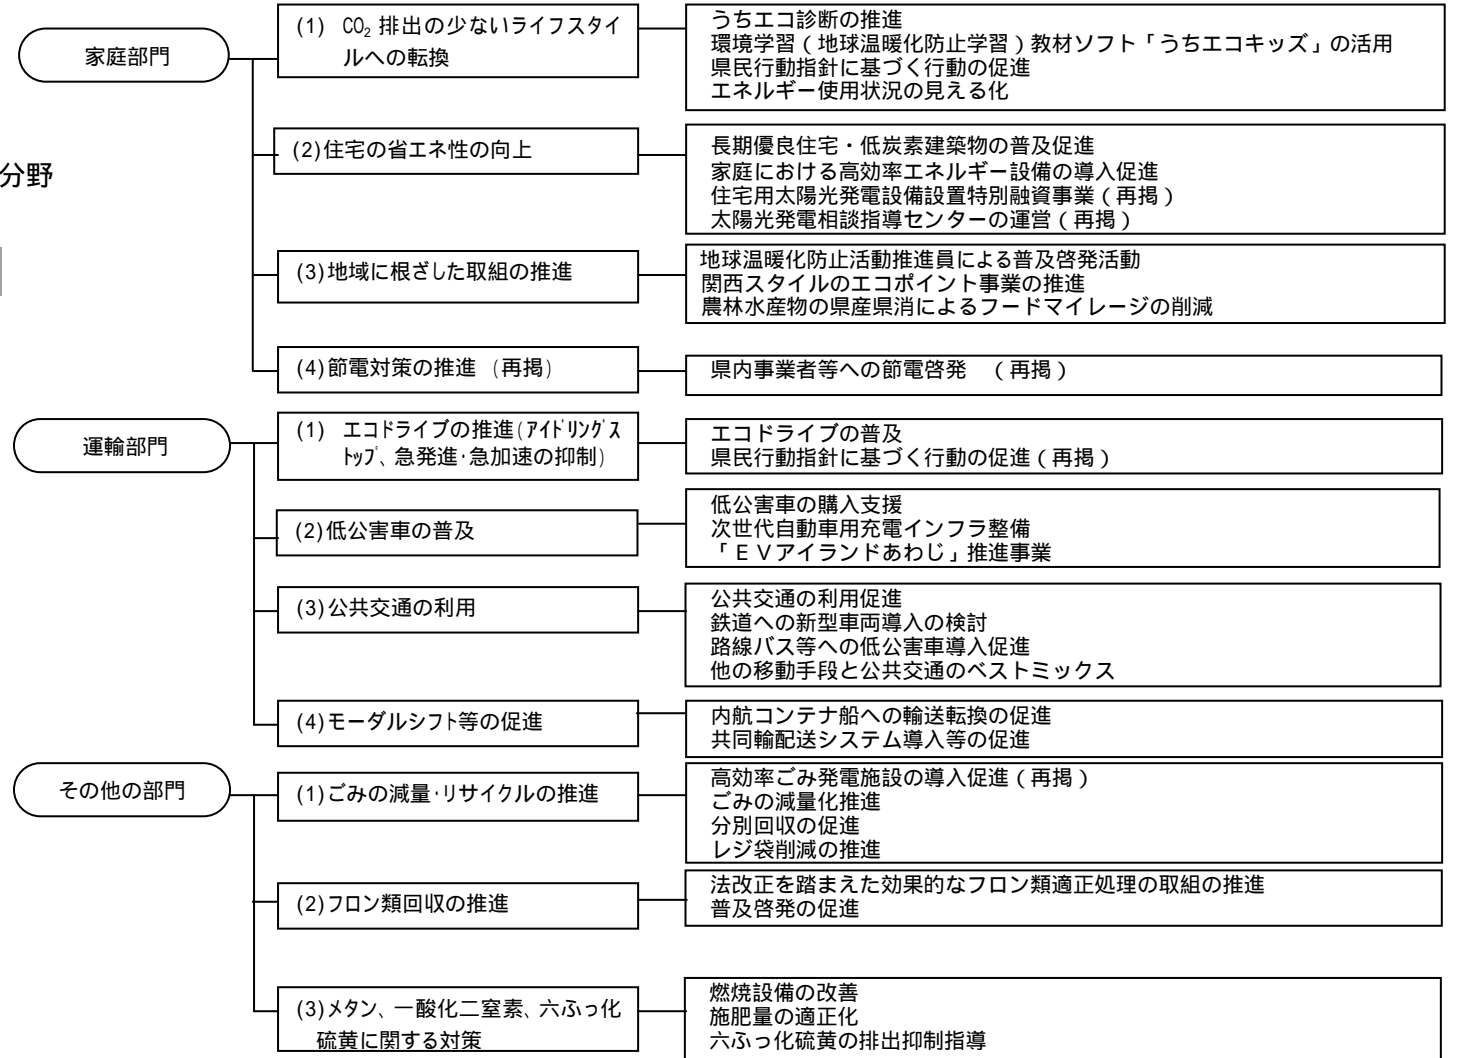 分野
家庭部門
(1) CO₂排出の少ないライフスタイ
ルへの転換
うちエコ診断の推進
環境学習(地球温暖化防止学習)教材ソフト「うちエコキッズ」の活用
県民行動指針に基づく行動の促進
エネルギー使用状況の見える化
(2)住宅の省エネ性の向上
長期優良住宅・低炭素建築物の普及促進
家庭における高効率エネルギー設備の導入促進
住宅用太陽光発電設備設置特別融資事業(再掲)
太陽光発電相談指導センターの運営(再掲)
(3)地域に根ざした取組の推進
地球温暖化防止活動推進員による普及啓発活動
関西スタイルのエコポイント事業の推進
農林水産物の県産県消によるフードマイレージの削減
(4)節電対策の推進 (再掲)
県内事業者等への節電啓発 (再掲)
運輸部門
(1) エコドライブの推進(ｱｲﾄﾞﾘﾝｸﾞｽ
ﾄｯﾌﾟ、急発進・急加速の抑制)
エコドライブの普及
県民行動指針に基づく行動の促進(再掲)
(2)低公害車の普及
低公害車の購入支援
次世代自動車用充電インフラ整備
「EVアイランドあわじ」推進事業
(3)公共交通の利用
公共交通の利用促進
鉄道への新型車両導入の検討
路線バス等への低公害車導入促進
他の移動手段と公共交通のベストミックス
(4)モーダルシフト等の促進
内航コンテナ船への輸送転換の促進
共同輸配送システム導入等の促進
その他の部門
(1)ごみの減量・リサイクルの推進
高効率ごみ発電施設の導入促進(再掲)
ごみの減量化推進
分別回収の促進
レジ袋削減の推進
(2)フロン類回収の推進
法改正を踏まえた効果的なフロン類適正処理の取組の推進
普及啓発の促進
(3)メタン、一酸化二窒素、六ふっ化
硫黄に関する対策
燃焼設備の改善
施肥量の適正化
六ふっ化硫黄の排出抑制指導